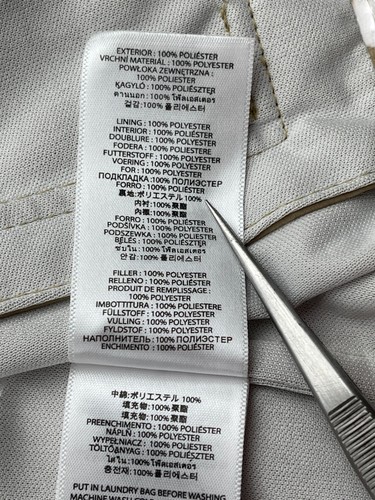 EXTERIOR : 100% POLIÉSTER
VRCHNÍ MATERIÁL : 100% POLYESTER
POWŁOKA ZEWNĘTRZNA :
100% POLIESTER
KAGYLÓ : 100% POLIÉSZTER
ด้านนอก : 100% โพลีเอสเตอร์
겉감 : 100% 폴리에스터
LINING : 100% POLYESTER
INTERIOR : 100% POLIÉSTER
DOUBLURE : 100% POLYESTER
FODERA : 100% POLIESTERE
FUTTERSTOFF : 100% POLYESTER
VOERING : 100% POLYESTER
FOR : 100% POLYESTER
ПОДКЛАДКА : 100% ПОЛИЭСТЕР
FORRO : 100% POLIÉSTER
裏地:ポリエステル 100%
内衬:100% 聚酯
內襯:100% 聚酯
FORRO : 100% POLIÉSTER
PODŠÍVKA : 100% POLYESTER
PODSZEWKA : 100% POLIESTER
BÉLÉS : 100% POLIÉSZTER
ซับใน : 100% โพลีเอสเตอร์
안감 : 100% 폴리에스터
FILLER : 100% POLYESTER
RELLENO : 100% POLIÉSTER
PRODUIT DE REMPLISSAGE :
100% POLYESTER
IMBOTTITURA : 100% POLIESTERE
FÜLLSTOFF : 100% POLYESTER
VULLING : 100% POLYESTER
FYLDSTOF : 100% POLYESTER
НАПОЛНИТЕЛЬ : 100% ПОЛИЭСТЕР
ENCHIMENTO : 100% POLIÉSTER
中綿:ポリエステル 100%
填充物:100% 聚酯
填充物:100% 聚酯
PREENCHIMENTO : 100% POLIÉSTER
NÁPLŇ : 100% POLYESTER
WYPEŁNIACZ : 100% POLIESTER
TÖLTŐANYAG : 100% POLIÉSZTER
ไส้ใน : 100% โพลีเอสเตอร์
충전재 : 100% 폴리에스터
PUT IN LAUNDRY BAG BEFORE WASHING